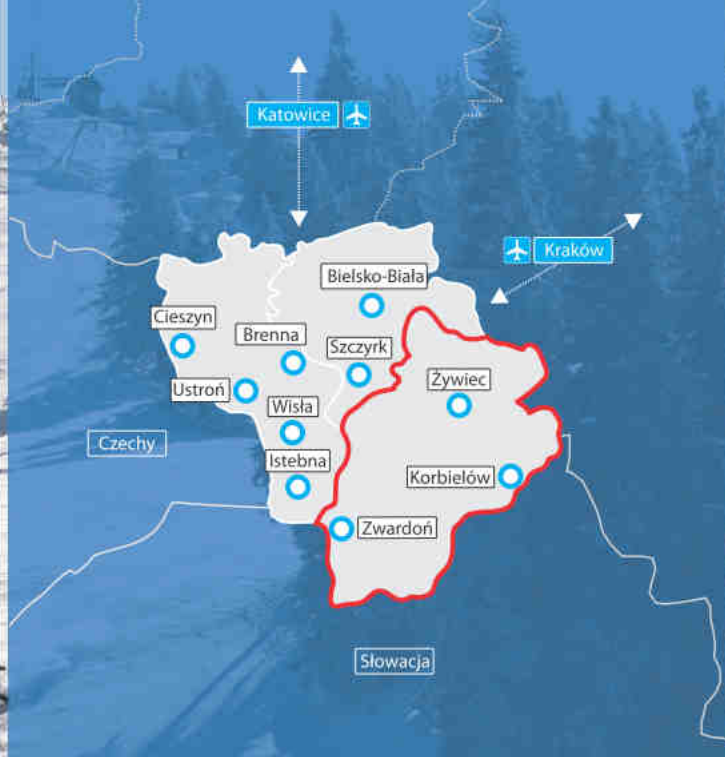 Katowice
Kraków
Bielsko-Biała
Cieszyn
Brenna
Szczyrk
Ustroń
Żywiec
Wisła
Czechy
Istebna
Korbielów
Zwardoń
Słowacja